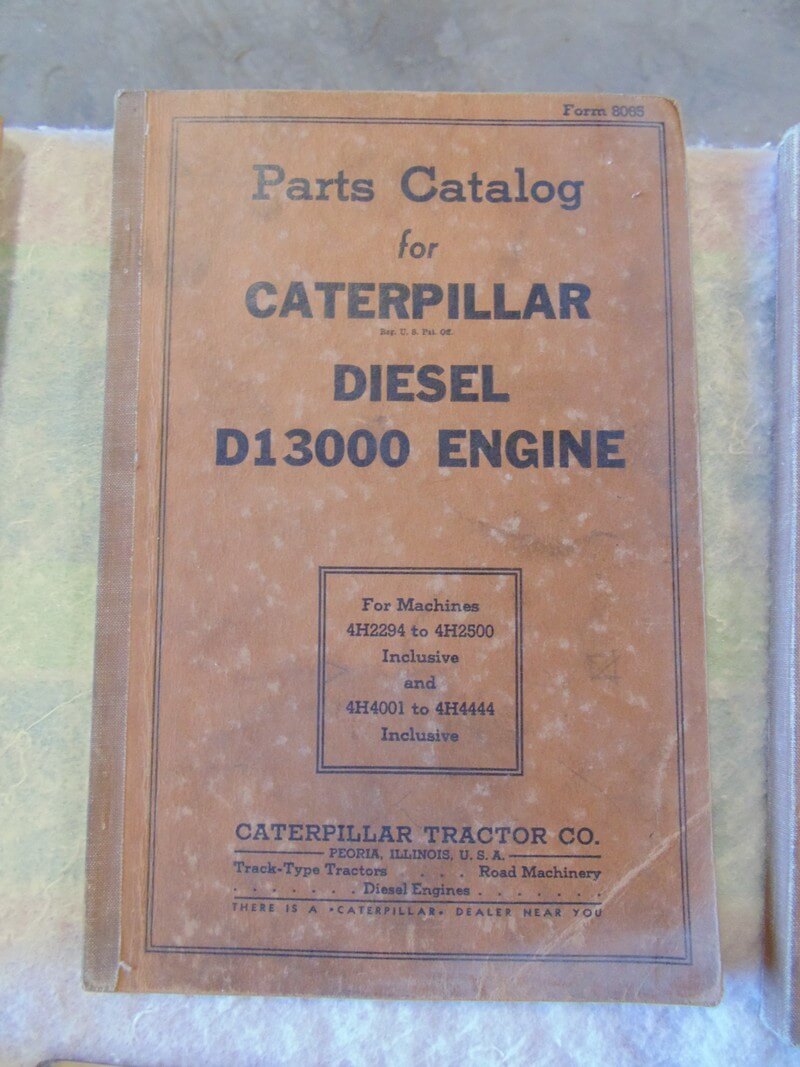 Form 8065
Parts Catalog
for
CATERPILLAR
Reg. U. S. Pat. Off.
DIESEL
D13000 ENGINE
For Machines
4H2294 to 4H2500
Inclusive
and
4H4001 to 4H4444
Inclusive
CATERPILLAR TRACTOR CO.
PEORIA, ILLINOIS, U. S. A.
Track-Type Tractors . . . Road Machinery
. . . . . . . Diesel Engines . . . . . . .
THERE IS A "CATERPILLAR" DEALER NEAR YOU